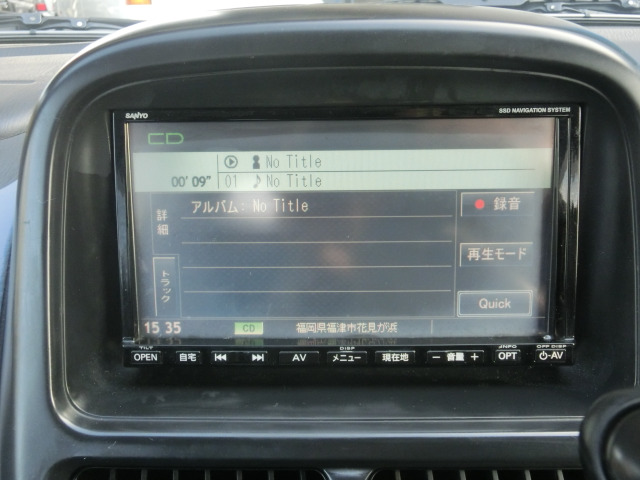 SANYO SSD NAVIGATION SYSTEM
CD
No Title
00'09" 01 No Title
詳細 アルバム: No Title 録音
再生モード
トラック
Quick
15 35 CD 福岡県福津市花見が浜
TILT DISP INFO OFF DISP
OPEN 自宅 AV メニュー 現在地 − 音量 + OPT ⏻-AV